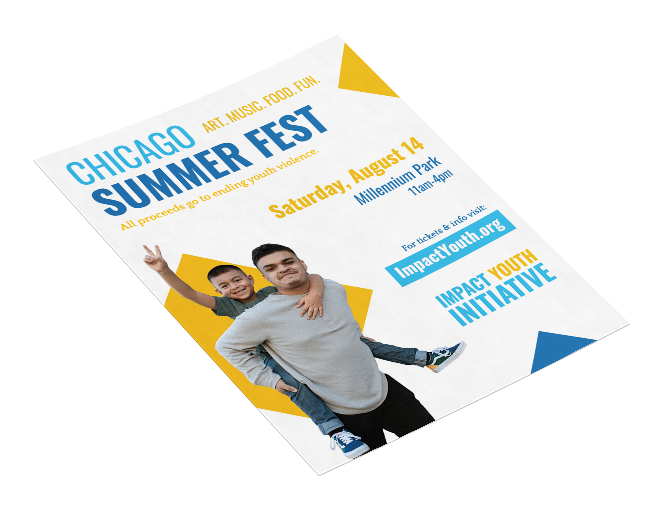 CHICAGO
ART. MUSIC. FOOD. FUN.
SUMMER FEST
All proceeds go to ending youth violence.
Saturday, August 14
Millennium Park
11am-4pm
For tickets & info visit:
ImpactYouth.org
IMPACT YOUTH
INITIATIVE